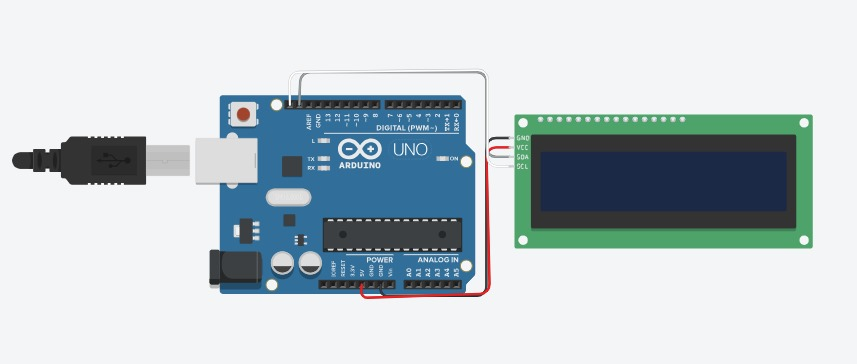 AREF
GND
13
12
~11
~10
~9
8
7
~6
~5
4
~3
2
TX→1
RX←0
DIGITAL (PWM~)
L
TX
RX
ARDUINO
UNO
ON
IOREF
RESET
3.3V
5V
GND
GND
Vin
POWER
ANALOG IN
A0
A1
A2
A3
A4
A5
GND
VCC
SDA
SCL